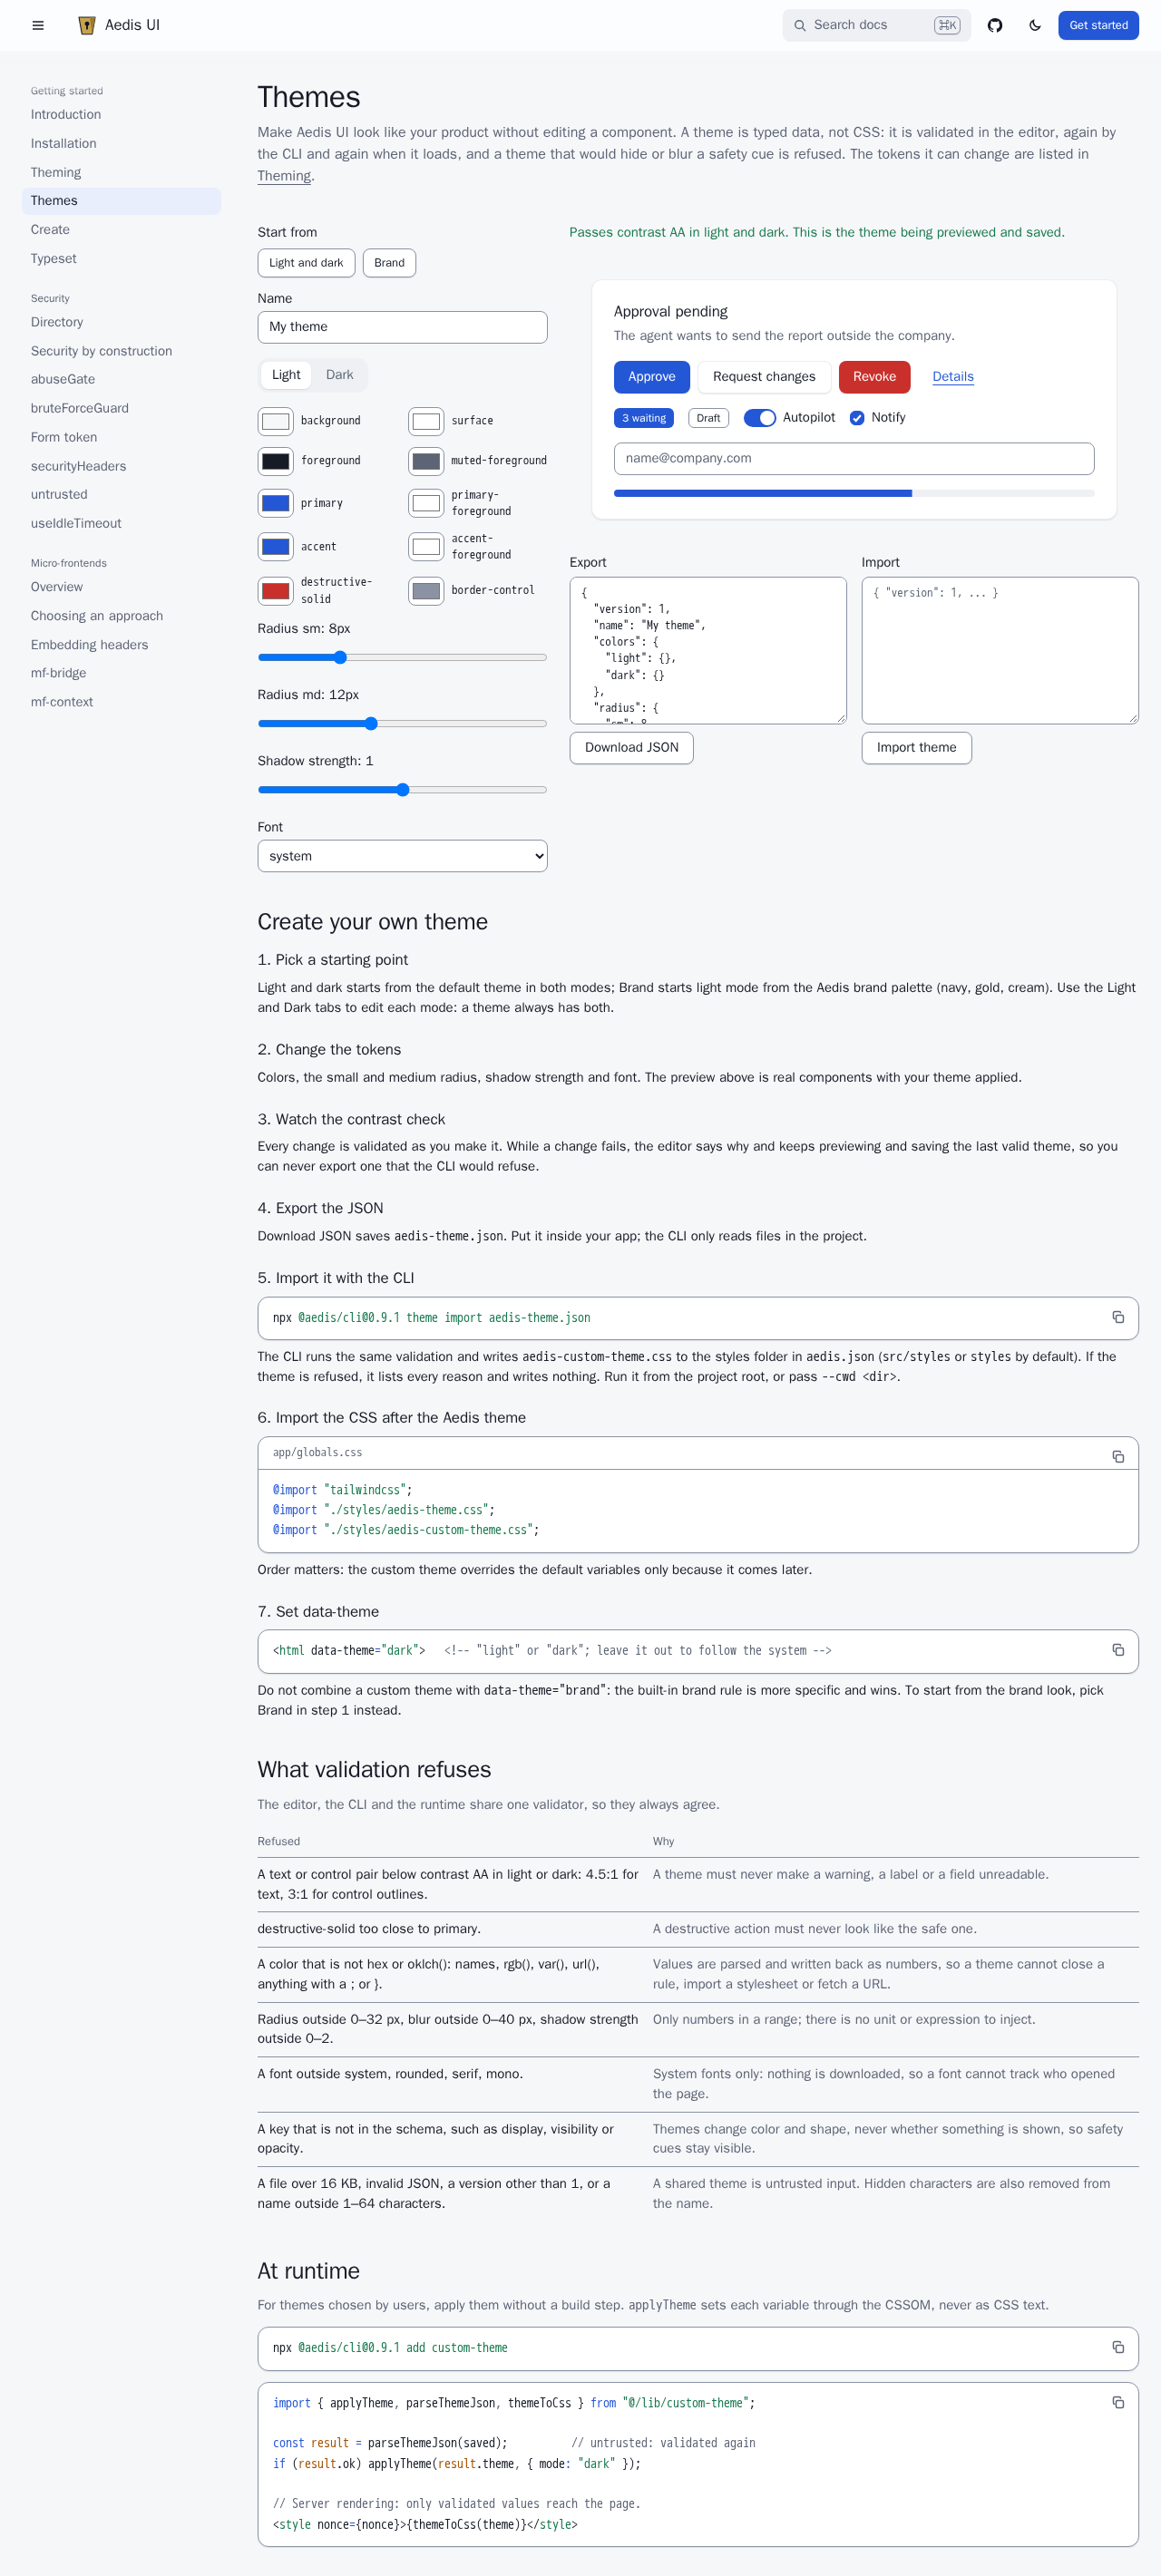 Aedis UI
Search docs
⌘K
Get started
Getting started
Introduction
Installation
Theming
Themes
Create
Typeset
Security
Directory
Security by construction
abuseGate
bruteForceGuard
Form token
securityHeaders
untrusted
useIdleTimeout
Micro-frontends
Overview
Choosing an approach
Embedding headers
mf-bridge
mf-context
Themes
Make Aedis UI look like your product without editing a component. A theme is typed data, not CSS: it is validated in the editor, again by
the CLI and again when it loads, and a theme that would hide or blur a safety cue is refused. The tokens it can change are listed in
Theming.
Start from
Light and dark
Brand
Name
My theme
Light
Dark
background
surface
foreground
muted-foreground
primary
primary-
foreground
accent
accent-
foreground
destructive-
solid
border-control
Radius sm: 8px
Radius md: 12px
Shadow strength: 1
Font
system
Passes contrast AA in light and dark. This is the theme being previewed and saved.
Approval pending
The agent wants to send the report outside the company.
Approve
Request changes
Revoke
Details
3 waiting
Draft
Autopilot
Notify
name@company.com
Export
{
"version": 1,
"name": "My theme",
"colors": {
"light": {},
"dark": {}
},
"radius": {
"sm": 8
Download JSON
Import
{ "version": 1, ... }
Import theme
Create your own theme
1. Pick a starting point
Light and dark starts from the default theme in both modes; Brand starts light mode from the Aedis brand palette (navy, gold, cream). Use the Light
and Dark tabs to edit each mode: a theme always has both.
2. Change the tokens
Colors, the small and medium radius, shadow strength and font. The preview above is real components with your theme applied.
3. Watch the contrast check
Every change is validated as you make it. While a change fails, the editor says why and keeps previewing and saving the last valid theme, so you
can never export one that the CLI would refuse.
4. Export the JSON
Download JSON saves aedis-theme.json. Put it inside your app; the CLI only reads files in the project.
5. Import it with the CLI
npx @aedis/cli@0.9.1 theme import aedis-theme.json
The CLI runs the same validation and writes aedis-custom-theme.css to the styles folder in aedis.json (src/styles or styles by default). If the
theme is refused, it lists every reason and writes nothing. Run it from the project root, or pass --cwd <dir>.
6. Import the CSS after the Aedis theme
app/globals.css
@import "tailwindcss";
@import "./styles/aedis-theme.css";
@import "./styles/aedis-custom-theme.css";
Order matters: the custom theme overrides the default variables only because it comes later.
7. Set data-theme
<html data-theme="dark"> <!-- "light" or "dark"; leave it out to follow the system -->
Do not combine a custom theme with data-theme="brand": the built-in brand rule is more specific and wins. To start from the brand look, pick
Brand in step 1 instead.
What validation refuses
The editor, the CLI and the runtime share one validator, so they always agree.
Refused
Why
A text or control pair below contrast AA in light or dark: 4.5:1 for
text, 3:1 for control outlines.
A theme must never make a warning, a label or a field unreadable.
destructive-solid too close to primary.
A destructive action must never look like the safe one.
A color that is not hex or oklch(): names, rgb(), var(), url(),
anything with a ; or }.
Values are parsed and written back as numbers, so a theme cannot close a
rule, import a stylesheet or fetch a URL.
Radius outside 0–32 px, blur outside 0–40 px, shadow strength
outside 0–2.
Only numbers in a range; there is no unit or expression to inject.
A font outside system, rounded, serif, mono.
System fonts only: nothing is downloaded, so a font cannot track who opened
the page.
A key that is not in the schema, such as display, visibility or
opacity.
Themes change color and shape, never whether something is shown, so safety
cues stay visible.
A file over 16 KB, invalid JSON, a version other than 1, or a
name outside 1–64 characters.
A shared theme is untrusted input. Hidden characters are also removed from
the name.
At runtime
For themes chosen by users, apply them without a build step. applyTheme sets each variable through the CSSOM, never as CSS text.
npx @aedis/cli@0.9.1 add custom-theme
import { applyTheme, parseThemeJson, themeToCss } from "@/lib/custom-theme";
const result = parseThemeJson(saved); // untrusted: validated again
if (result.ok) applyTheme(result.theme, { mode: "dark" });
// Server rendering: only validated values reach the page.
<style nonce={nonce}>{themeToCss(theme)}</style>